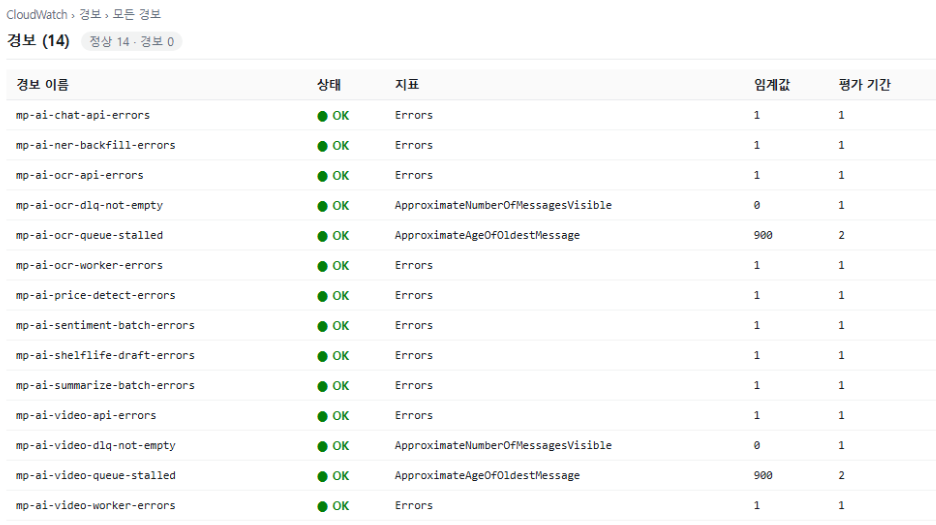 CloudWatch › 경보 › 모든 경보
경보 (14) 정상 14 · 경보 0
경보 이름 상태 지표 임계값 평가 기간
mp-ai-chat-api-errors OK Errors 1 1
mp-ai-ner-backfill-errors OK Errors 1 1
mp-ai-ocr-api-errors OK Errors 1 1
mp-ai-ocr-dlq-not-empty OK ApproximateNumberOfMessagesVisible 0 1
mp-ai-ocr-queue-stalled OK ApproximateAgeOfOldestMessage 900 2
mp-ai-ocr-worker-errors OK Errors 1 1
mp-ai-price-detect-errors OK Errors 1 1
mp-ai-sentiment-batch-errors OK Errors 1 1
mp-ai-shelflife-draft-errors OK Errors 1 1
mp-ai-summarize-batch-errors OK Errors 1 1
mp-ai-video-api-errors OK Errors 1 1
mp-ai-video-dlq-not-empty OK ApproximateNumberOfMessagesVisible 0 1
mp-ai-video-queue-stalled OK ApproximateAgeOfOldestMessage 900 2
mp-ai-video-worker-errors OK Errors 1 1